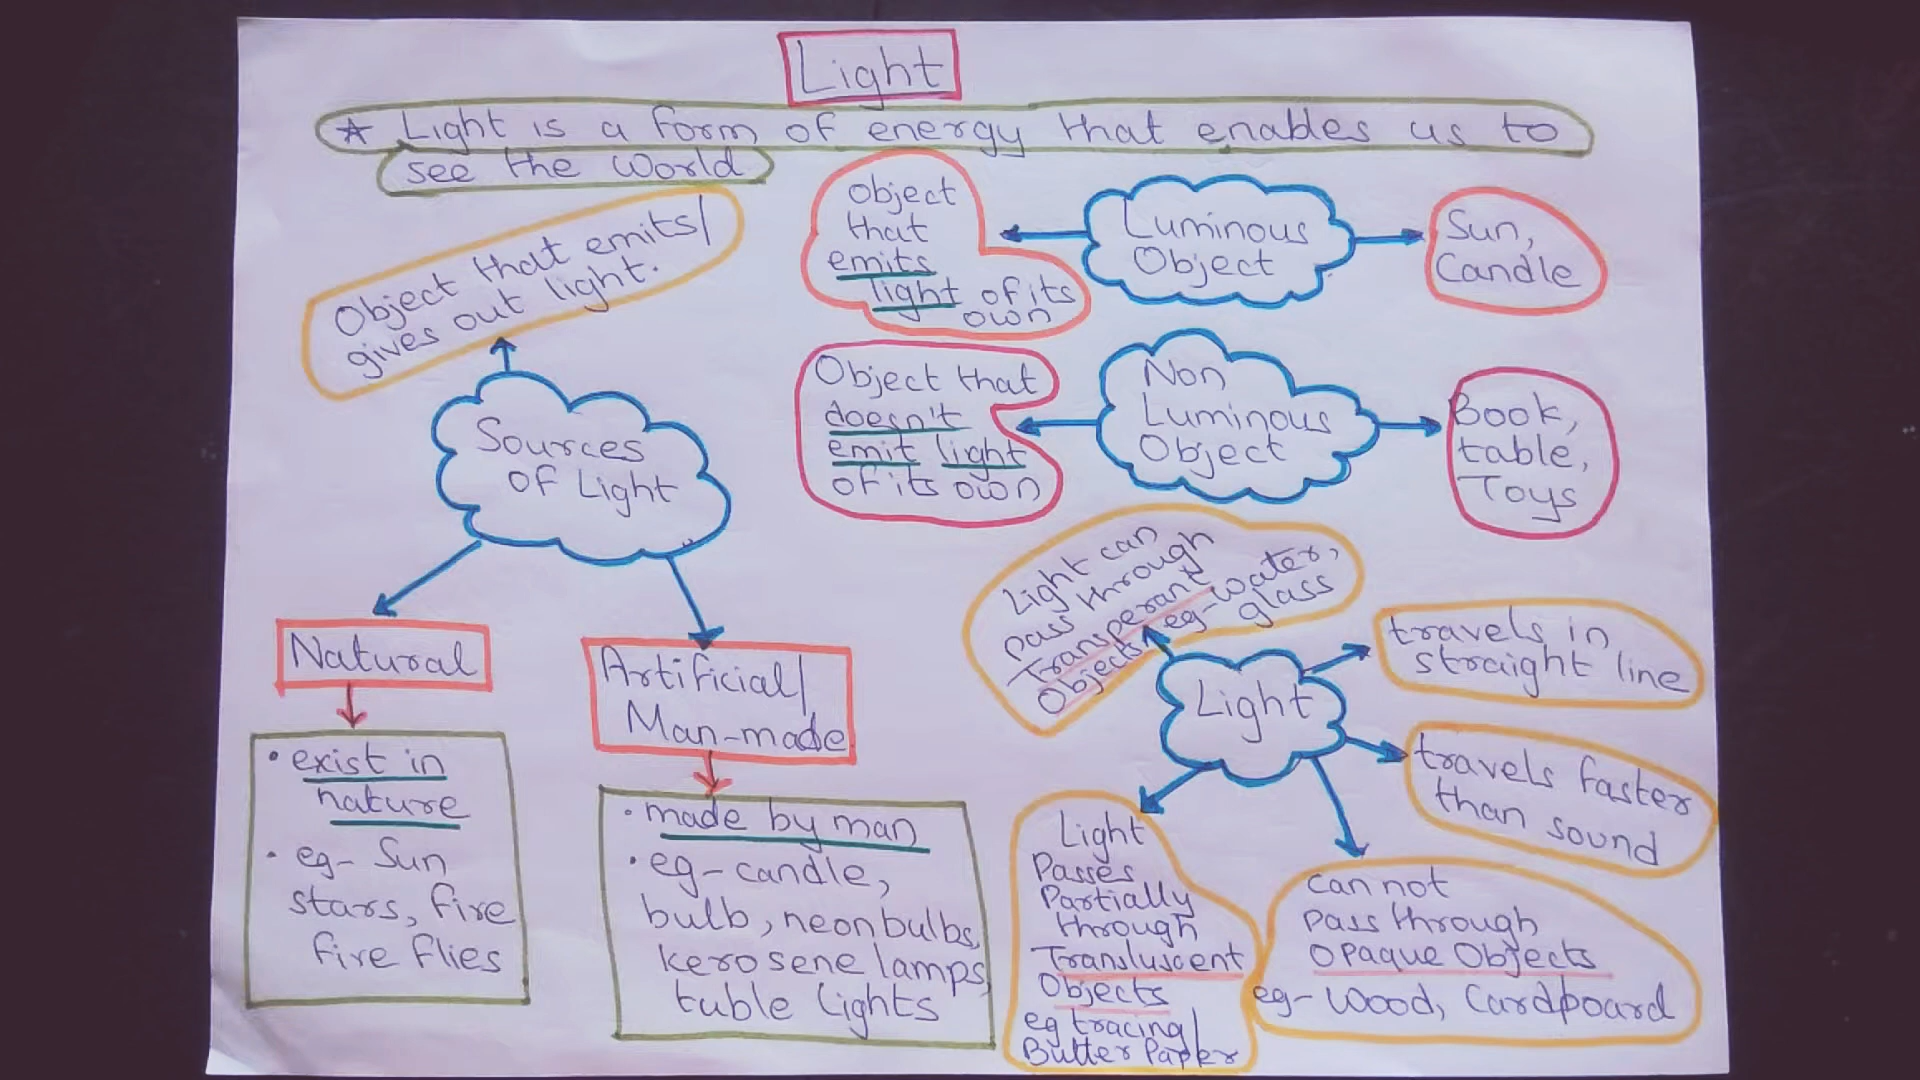 Light
* Light is a form of energy that enables us to
see the world
Object that emits/
gives out light.
Sources
of Light
Natural
• exist in
nature
• eg- Sun
stars, fire
fire flies
Artificial/
Man-made
• made by man
• eg- candle,
bulb, neon bulbs,
kerosene lamps,
tube lights
Object
that
emits
light of its
own
Luminous
Object
Sun,
Candle
Object that
doesn't
emit light
of its own
Non
Luminous
Object
Book,
table,
Toys
Light can
pass through
Transperant
Objects eg- water,
glass
Light
travels in
straight line
travels faster
than sound
Light
Passes
Partially
through
Transluscent
Objects
eg tracing/
Butter Paper
can not
pass through
Opaque Objects
eg- wood, Cardboard